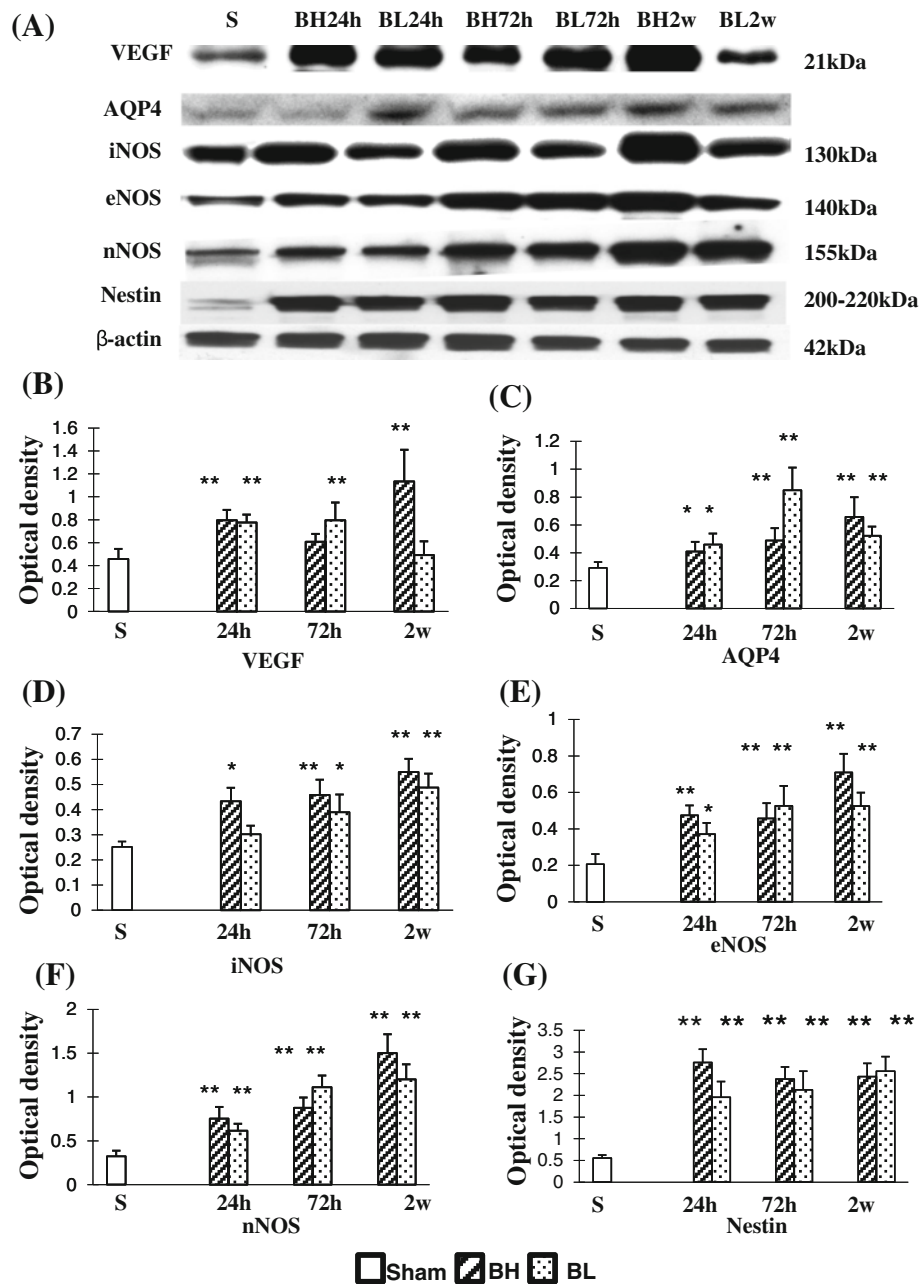 (A)
S BH24h BL24h BH72h BL72h BH2w BL2w
VEGF 21kDa
AQP4
iNOS 130kDa
eNOS 140kDa
nNOS 155kDa
Nestin 200-220kDa
β-actin 42kDa
(B)
Optical density
1.6
1.4
1.2
1
0.8
0.6
0.4
0.2
0
** ** ** **
S 24h 72h 2w
VEGF
(C)
Optical density
1.2
1
0.8
0.6
0.4
0.2
0
* * ** ** ** **
S 24h 72h 2w
AQP4
(D)
Optical density
0.7
0.6
0.5
0.4
0.3
0.2
0.1
0
* ** * ** **
S 24h 72h 2w
iNOS
(E)
Optical density
1
0.8
0.6
0.4
0.2
0
** * ** ** ** **
S 24h 72h 2w
eNOS
(F)
Optical density
2
1.5
1
0.5
0
** ** ** ** ** **
S 24h 72h 2w
nNOS
(G)
Optical density
3.5
3
2.5
2
1.5
1
0.5
0
** ** ** ** ** **
S 24h 72h 2w
Nestin
Sham BH BL